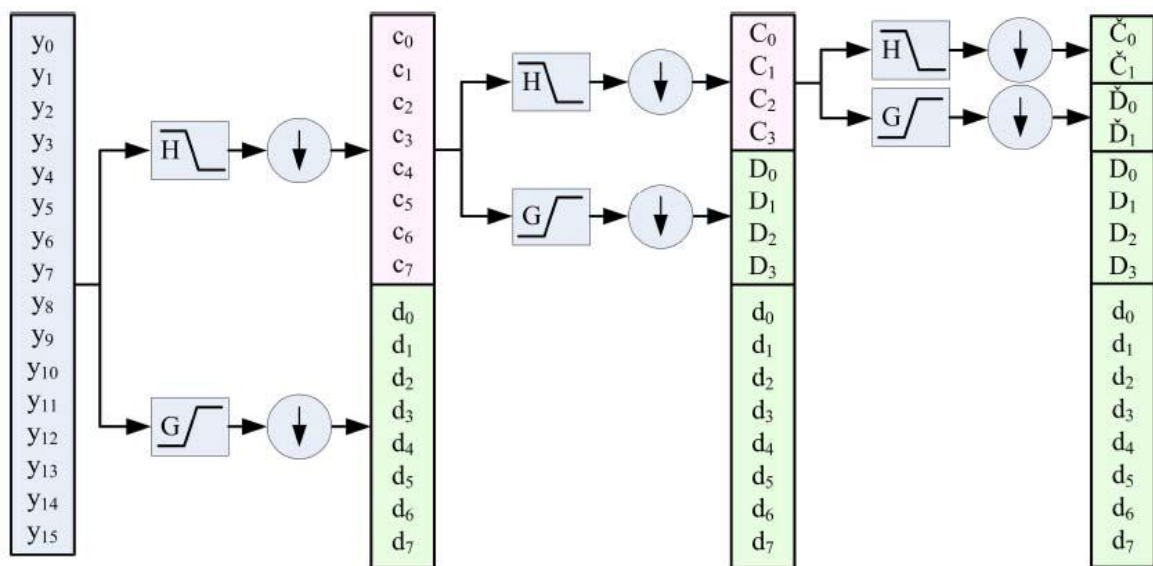 y₀
y₁
y₂
y₃
y₄
y₅
y₆
y₇
y₈
y₉
y₁₀
y₁₁
y₁₂
y₁₃
y₁₄
y₁₅
H
G
c₀
c₁
c₂
c₃
c₄
c₅
c₆
c₇
d₀
d₁
d₂
d₃
d₄
d₅
d₆
d₇
H
G
C₀
C₁
C₂
C₃
D₀
D₁
D₂
D₃
d₀
d₁
d₂
d₃
d₄
d₅
d₆
d₇
H
G
Č₀
Č₁
Ď₀
Ď₁
D₀
D₁
D₂
D₃
d₀
d₁
d₂
d₃
d₄
d₅
d₆
d₇